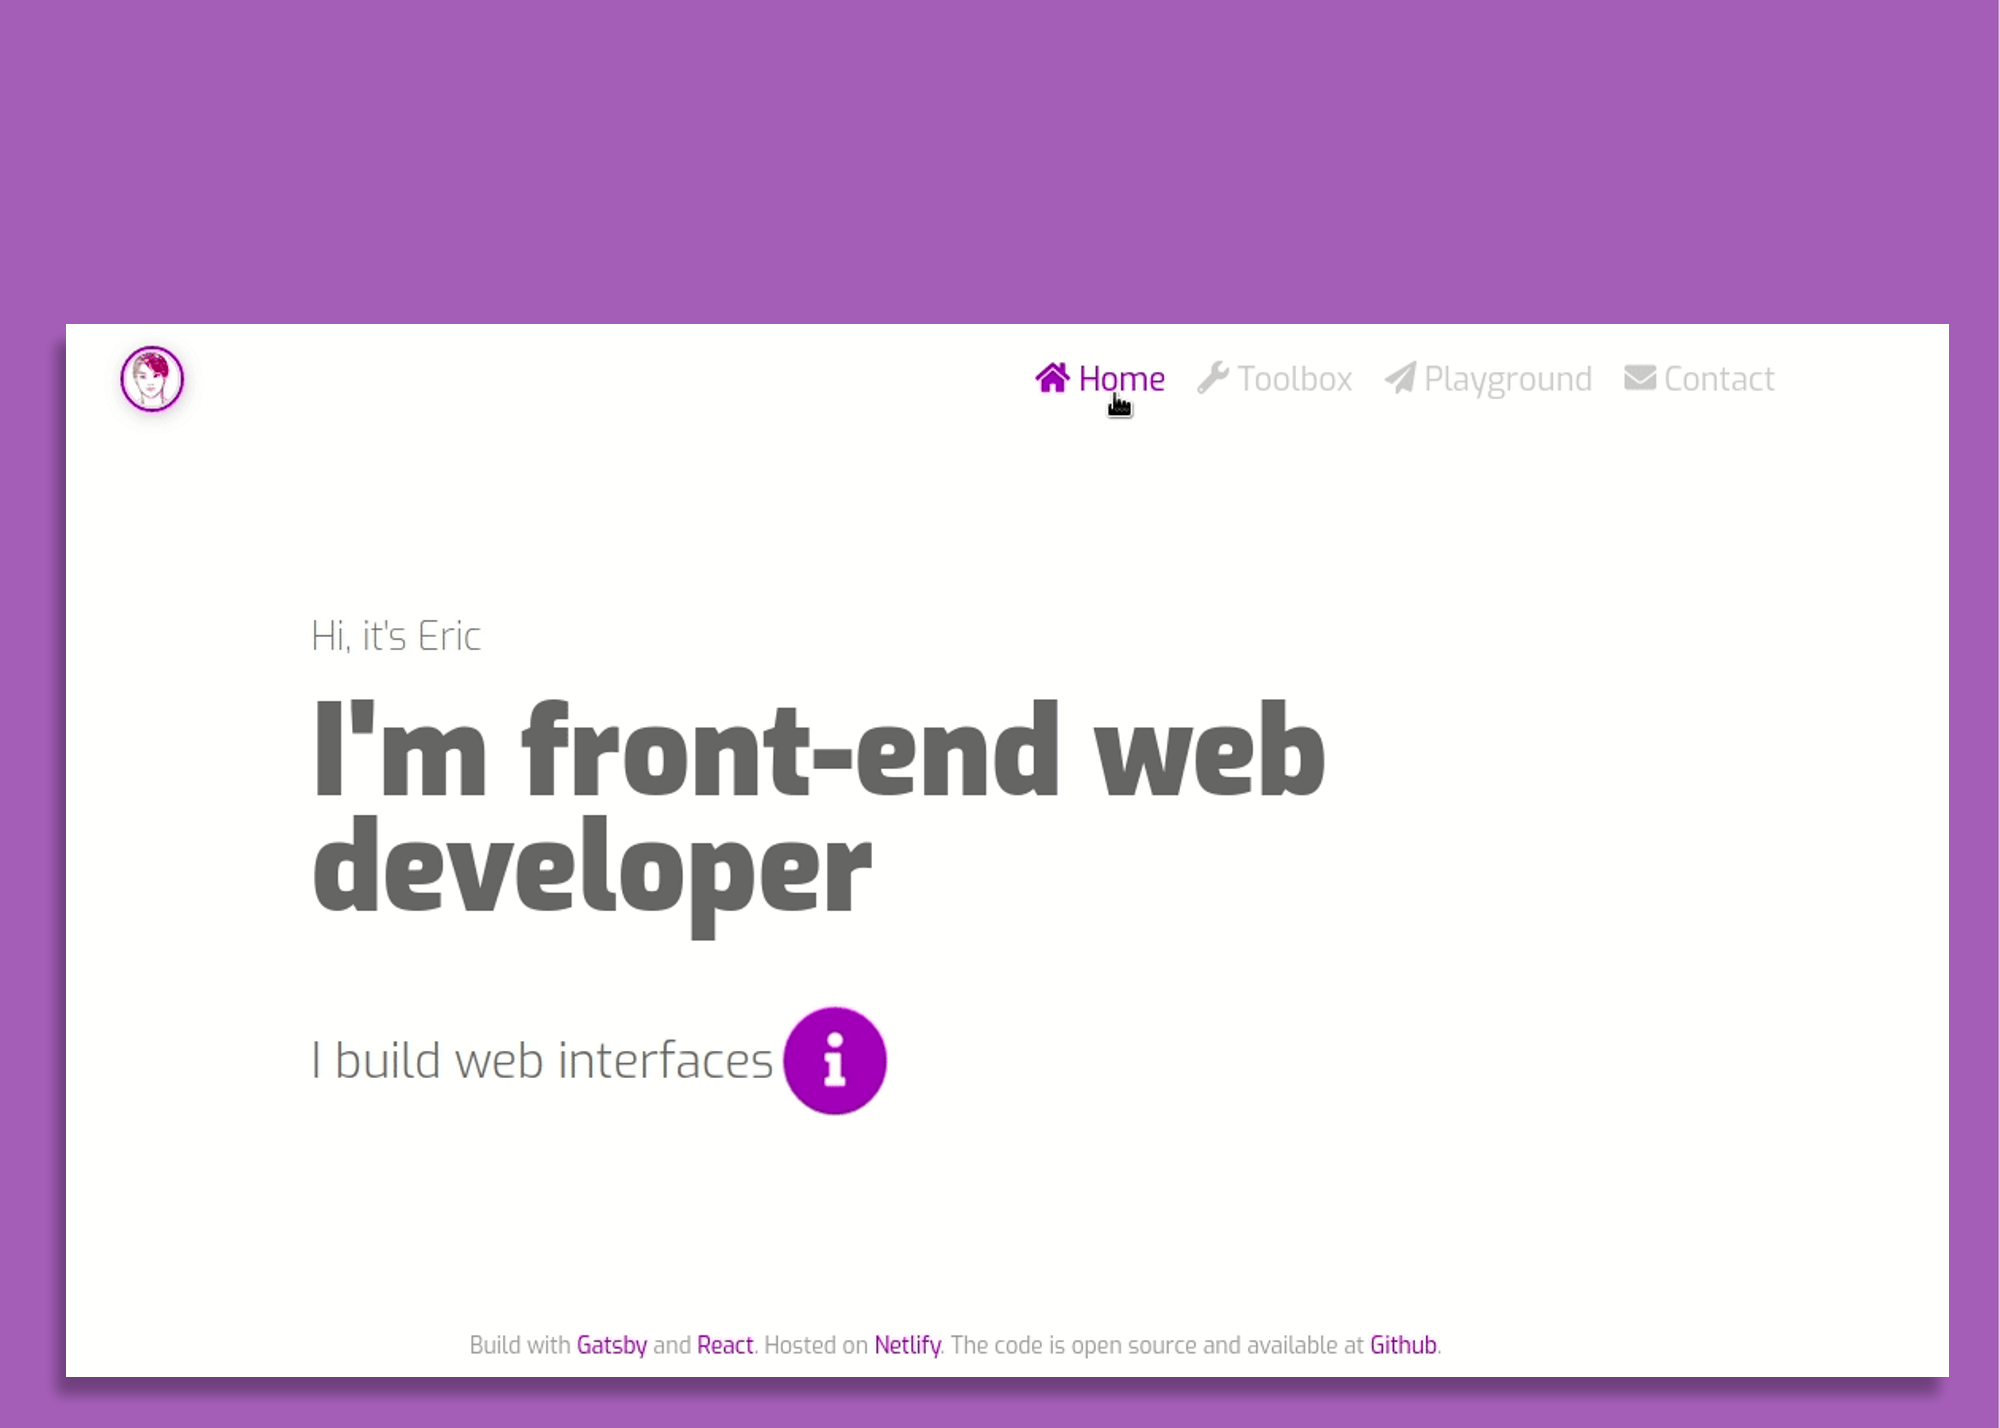 Home Toolbox Playground Contact
Hi, it's Eric
I'm front-end web
developer
I build web interfaces
Build with Gatsby and React. Hosted on Netlify. The code is open source and available at Github.